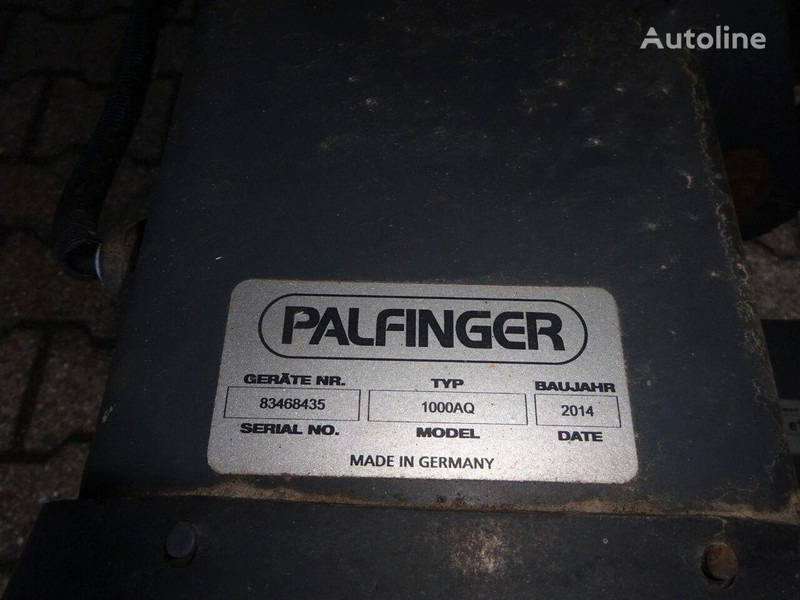 Autoline
PALFINGER
GERÄTE NR. TYP BAUJAHR
83468435 1000AQ 2014
SERIAL NO. MODEL DATE
MADE IN GERMANY